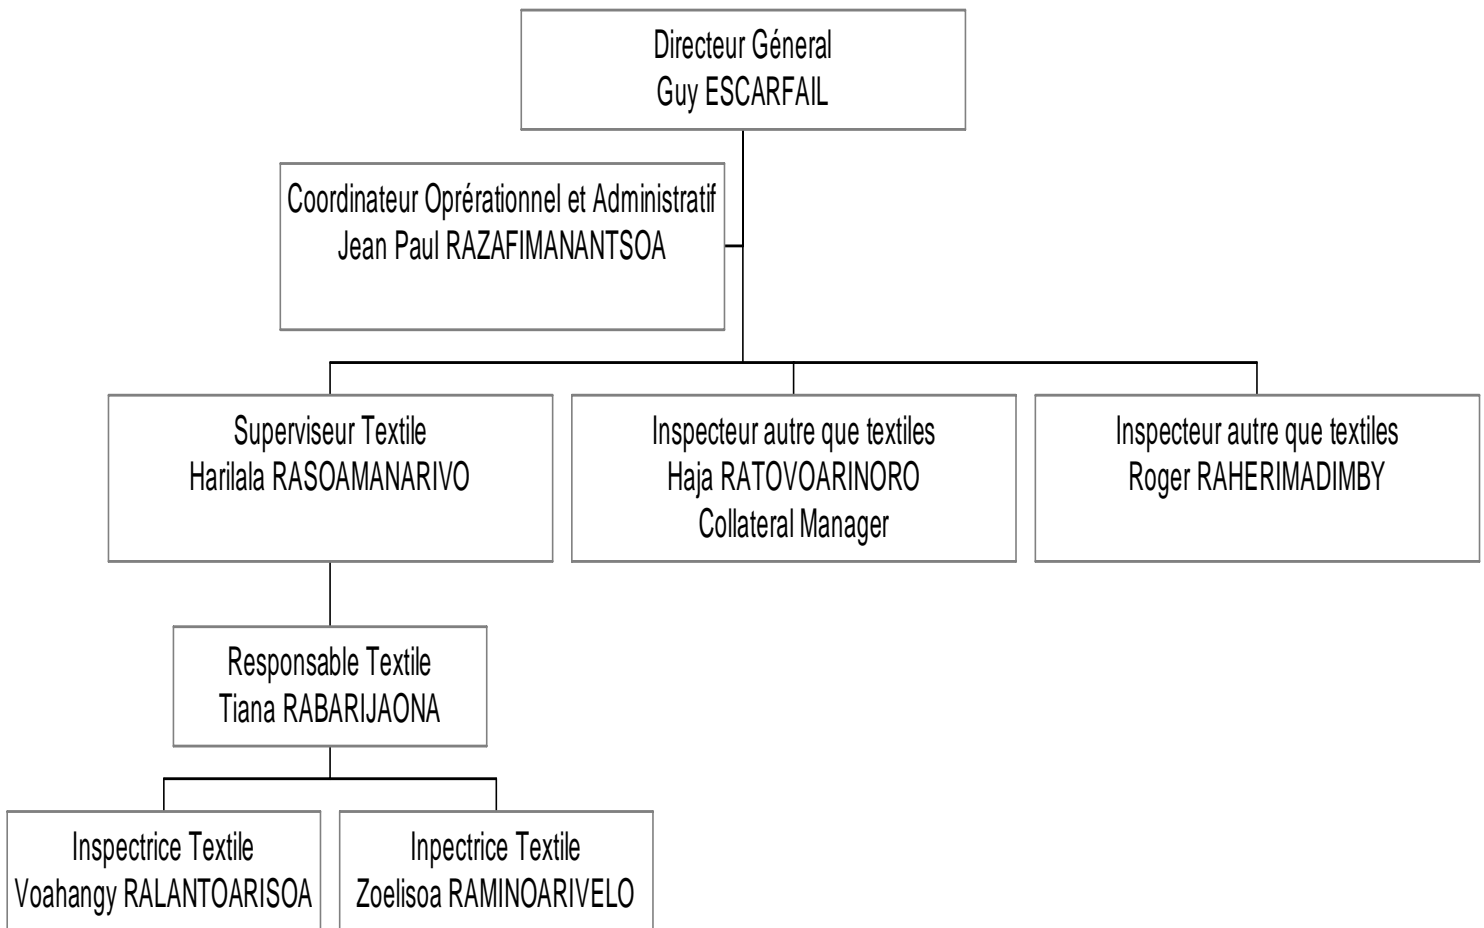 Directeur Géneral
Guy ESCARFAIL
Coordinateur Oprérationnel et Administratif
Jean Paul RAZAFIMANANTSOA
Superviseur Textile
Harilala RASOAMANARIVO
Inspecteur autre que textiles
Haja RATOVOARINORO
Collateral Manager
Inspecteur autre que textiles
Roger RAHERIMADIMBY
Responsable Textile
Tiana RABARIJAONA
Inspectrice Textile
Voahangy RALANTOARISOA
Inpectrice Textile
Zoelisoa RAMINOARIVELO